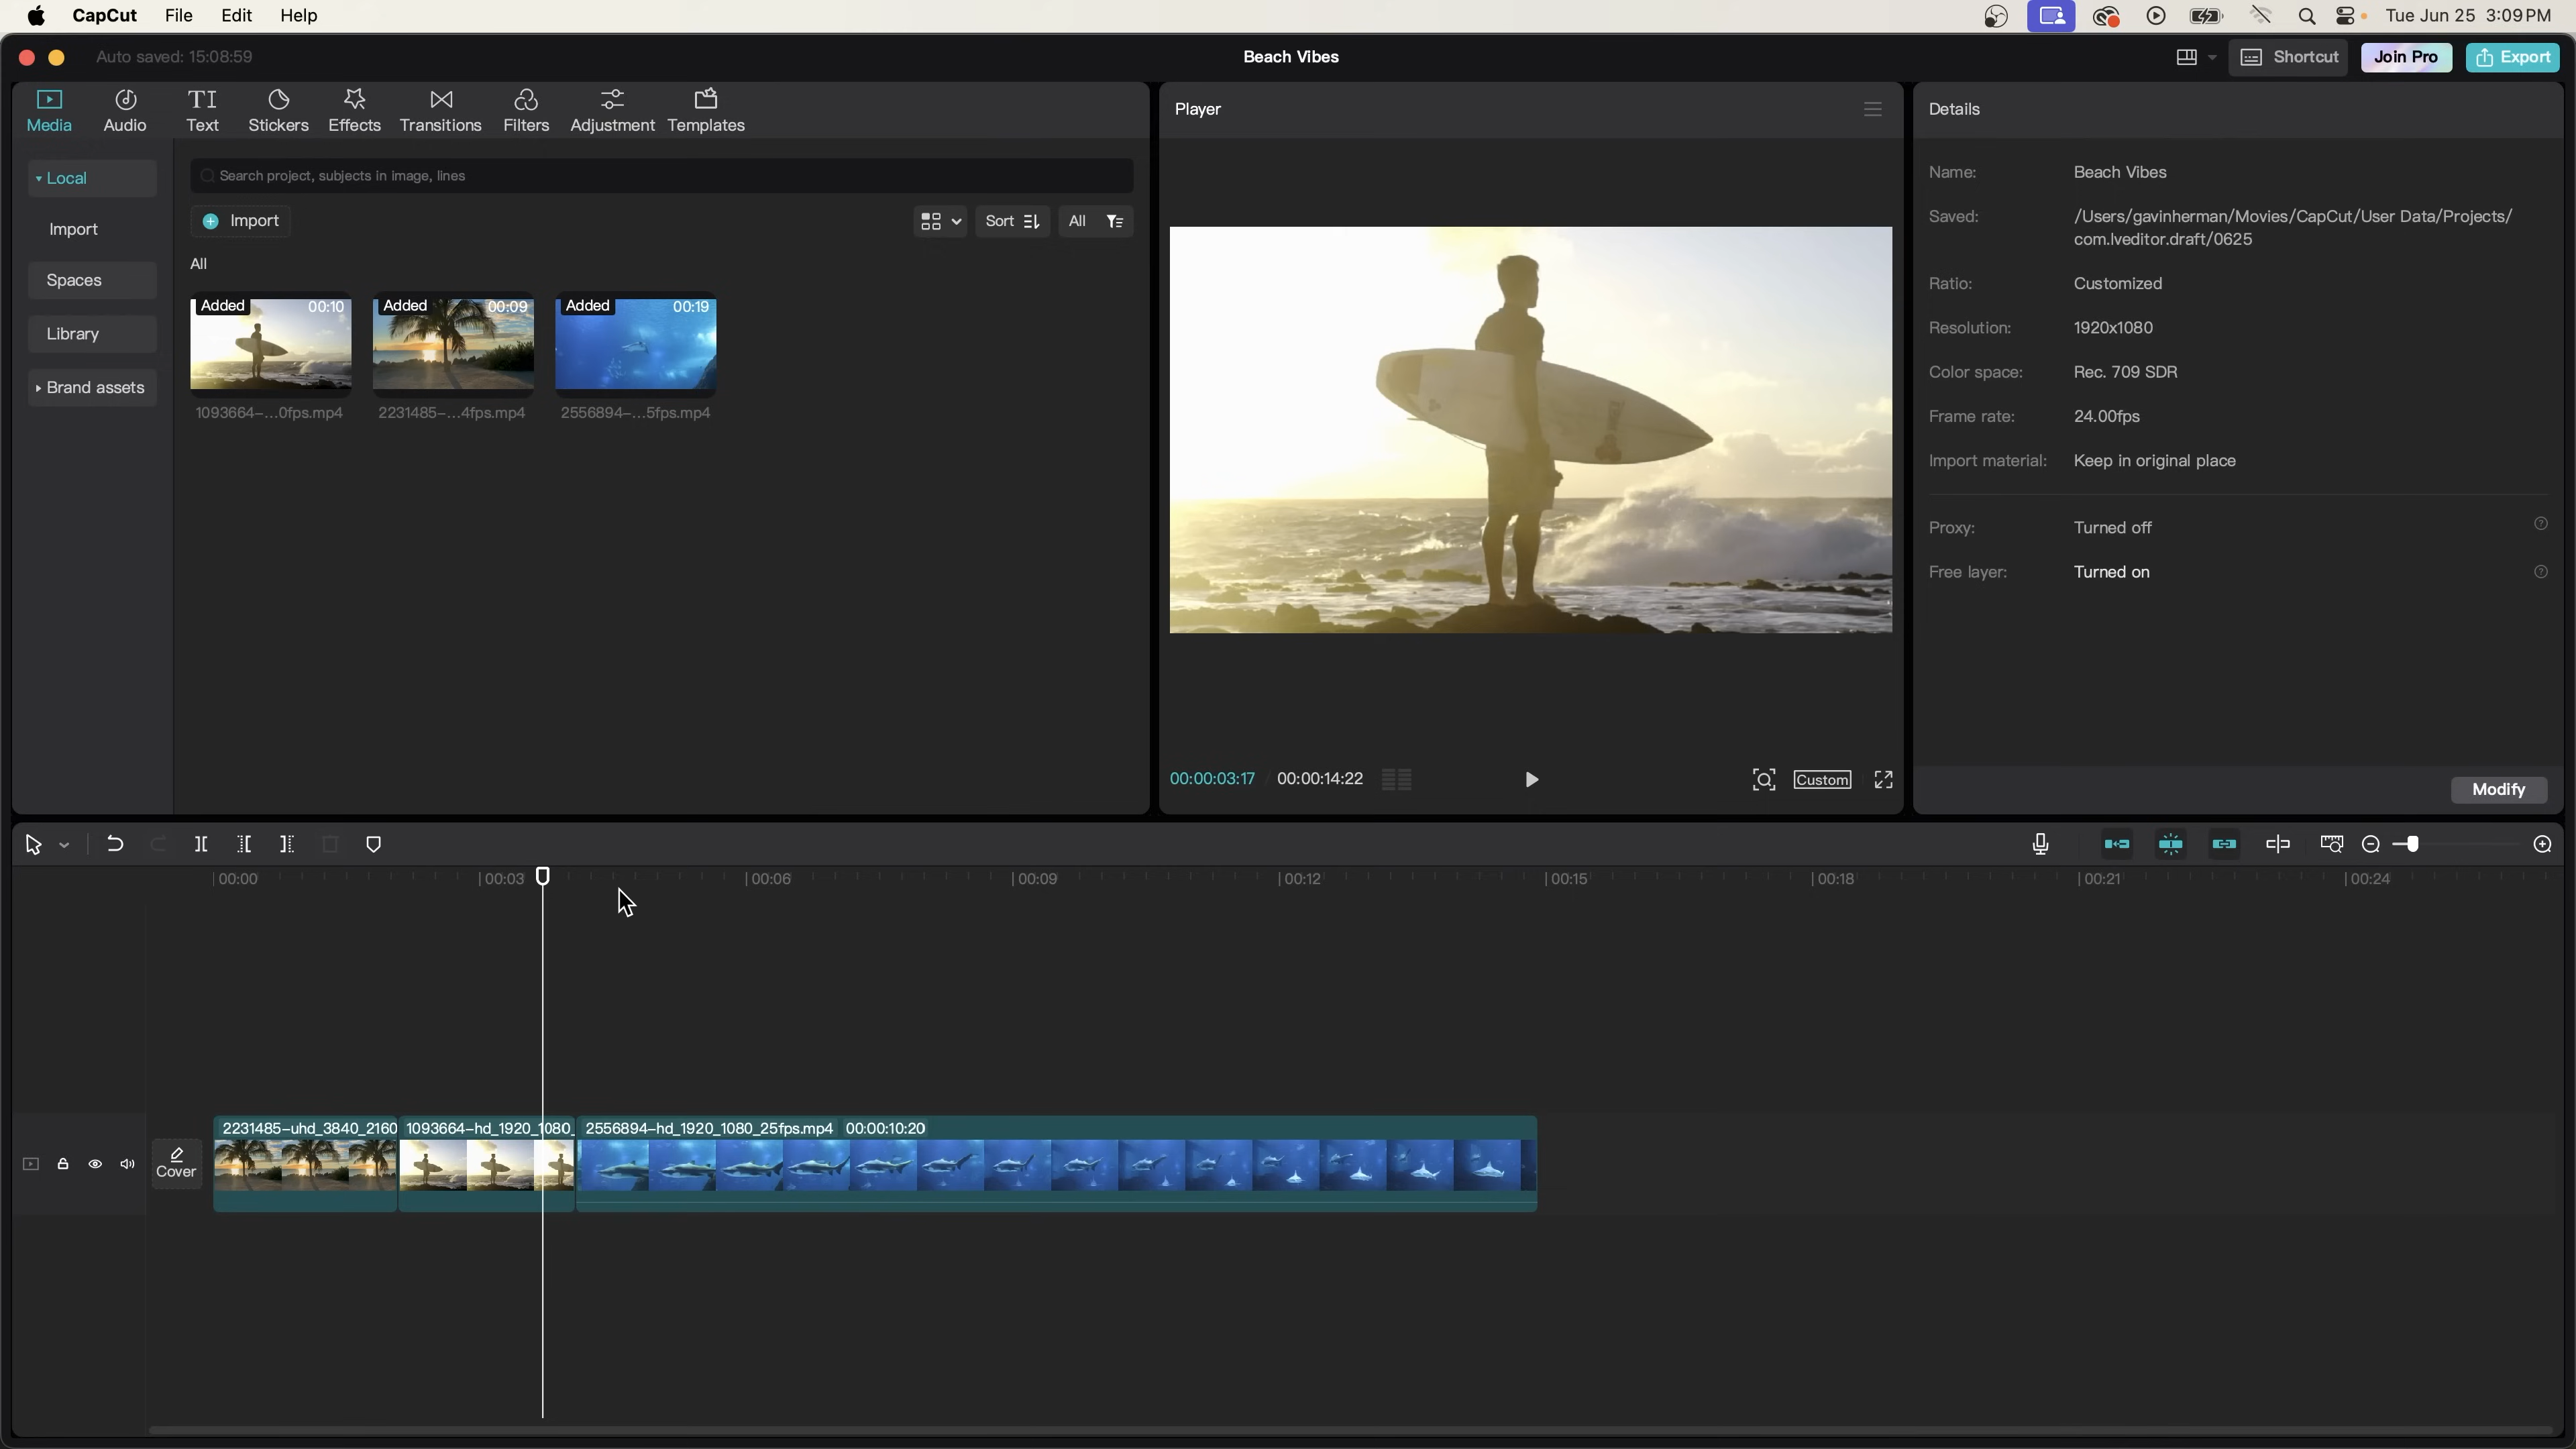 CapCut File Edit Help
Tue Jun 25 3:09 PM
Auto saved: 15:08:59
Beach Vibes
Shortcut
Join Pro
Export
Media
Audio
TI
Text
Stickers
Effects
Transitions
Filters
Adjustment
Templates
Local
Import
Spaces
Library
Brand assets
Search project, subjects in image, lines
Import
Sort
All
All
Added 00:10
Added 00:09
Added 00:19
1093664-...0fps.mp4
2231485-...4fps.mp4
2556894-...5fps.mp4
Player
00:00:03:17 / 00:00:14:22
Custom
Details
Name: Beach Vibes
Saved: /Users/gavinherman/Movies/CapCut/User Data/Projects/
com.lveditor.draft/0625
Ratio: Customized
Resolution: 1920x1080
Color space: Rec. 709 SDR
Frame rate: 24.00fps
Import material: Keep in original place
Proxy: Turned off
Free layer: Turned on
Modify
00:00 00:03 00:06 00:09 00:12 00:15 00:18 00:21 00:24
Cover
2231485-uhd_3840_2160
1093664-hd_1920_1080_
2556894-hd_1920_1080_25fps.mp4 00:00:10:20